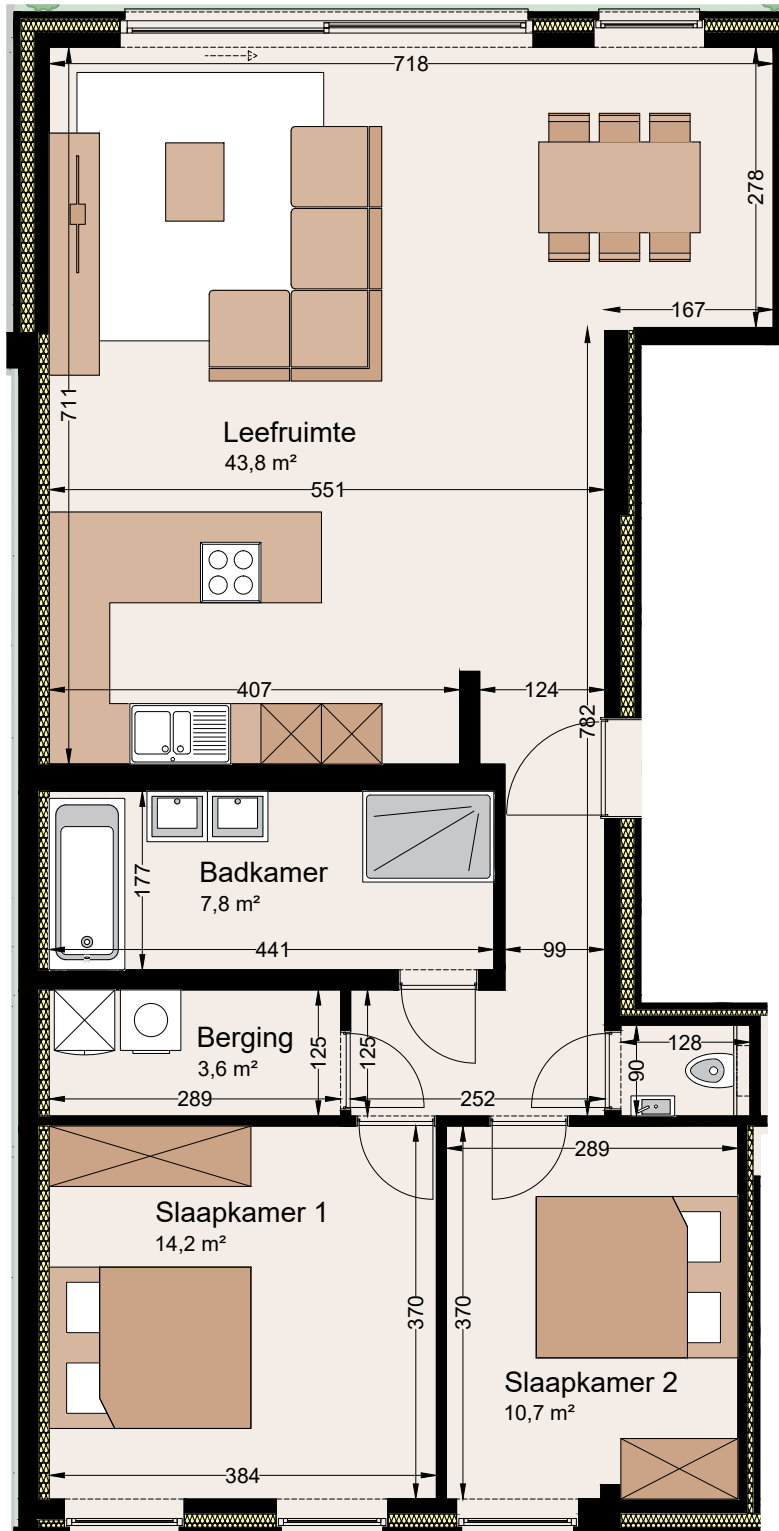 718
278
167
711
Leefruimte
43,8 m²
551
407
124
782
Badkamer
7,8 m²
177
441
99
Berging
3,6 m²
125
125
128
90
289
252
289
Slaapkamer 1
14,2 m²
370
370
Slaapkamer 2
10,7 m²
384